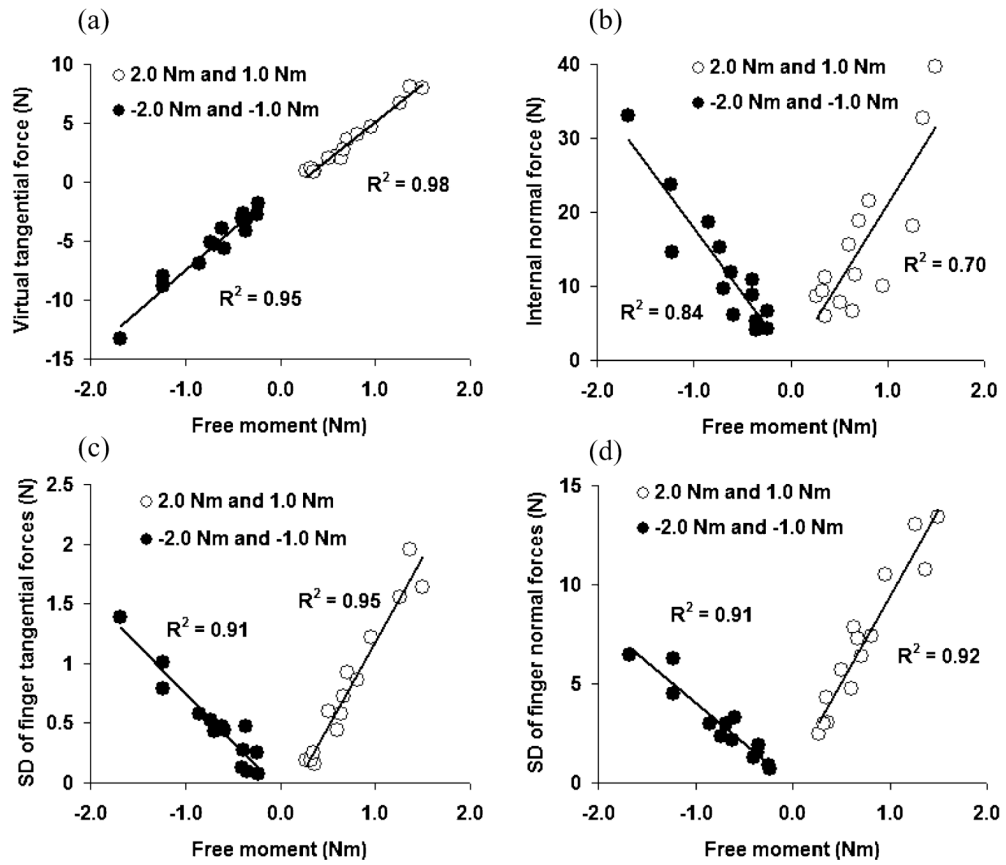 (a)
Virtual tangential force (N)
10
5
0
-5
-10
-15
2.0 Nm and 1.0 Nm
-2.0 Nm and -1.0 Nm
R² = 0.98
R² = 0.95
-2.0 -1.0 0.0 1.0 2.0
Free moment (Nm)
(b)
Internal normal force (N)
40
30
20
10
0
2.0 Nm and 1.0 Nm
-2.0 Nm and -1.0 Nm
R² = 0.70
R² = 0.84
-2.0 -1.0 0.0 1.0 2.0
Free moment (Nm)
(c)
SD of finger tangential forces (N)
2.5
2
1.5
1
0.5
0
2.0 Nm and 1.0 Nm
-2.0 Nm and -1.0 Nm
R² = 0.95
R² = 0.91
-2.0 -1.0 0.0 1.0 2.0
Free moment (Nm)
(d)
SD of finger normal forces (N)
15
10
5
0
2.0 Nm and 1.0 Nm
-2.0 Nm and -1.0 Nm
R² = 0.91
R² = 0.92
-2.0 -1.0 0.0 1.0 2.0
Free moment (Nm)